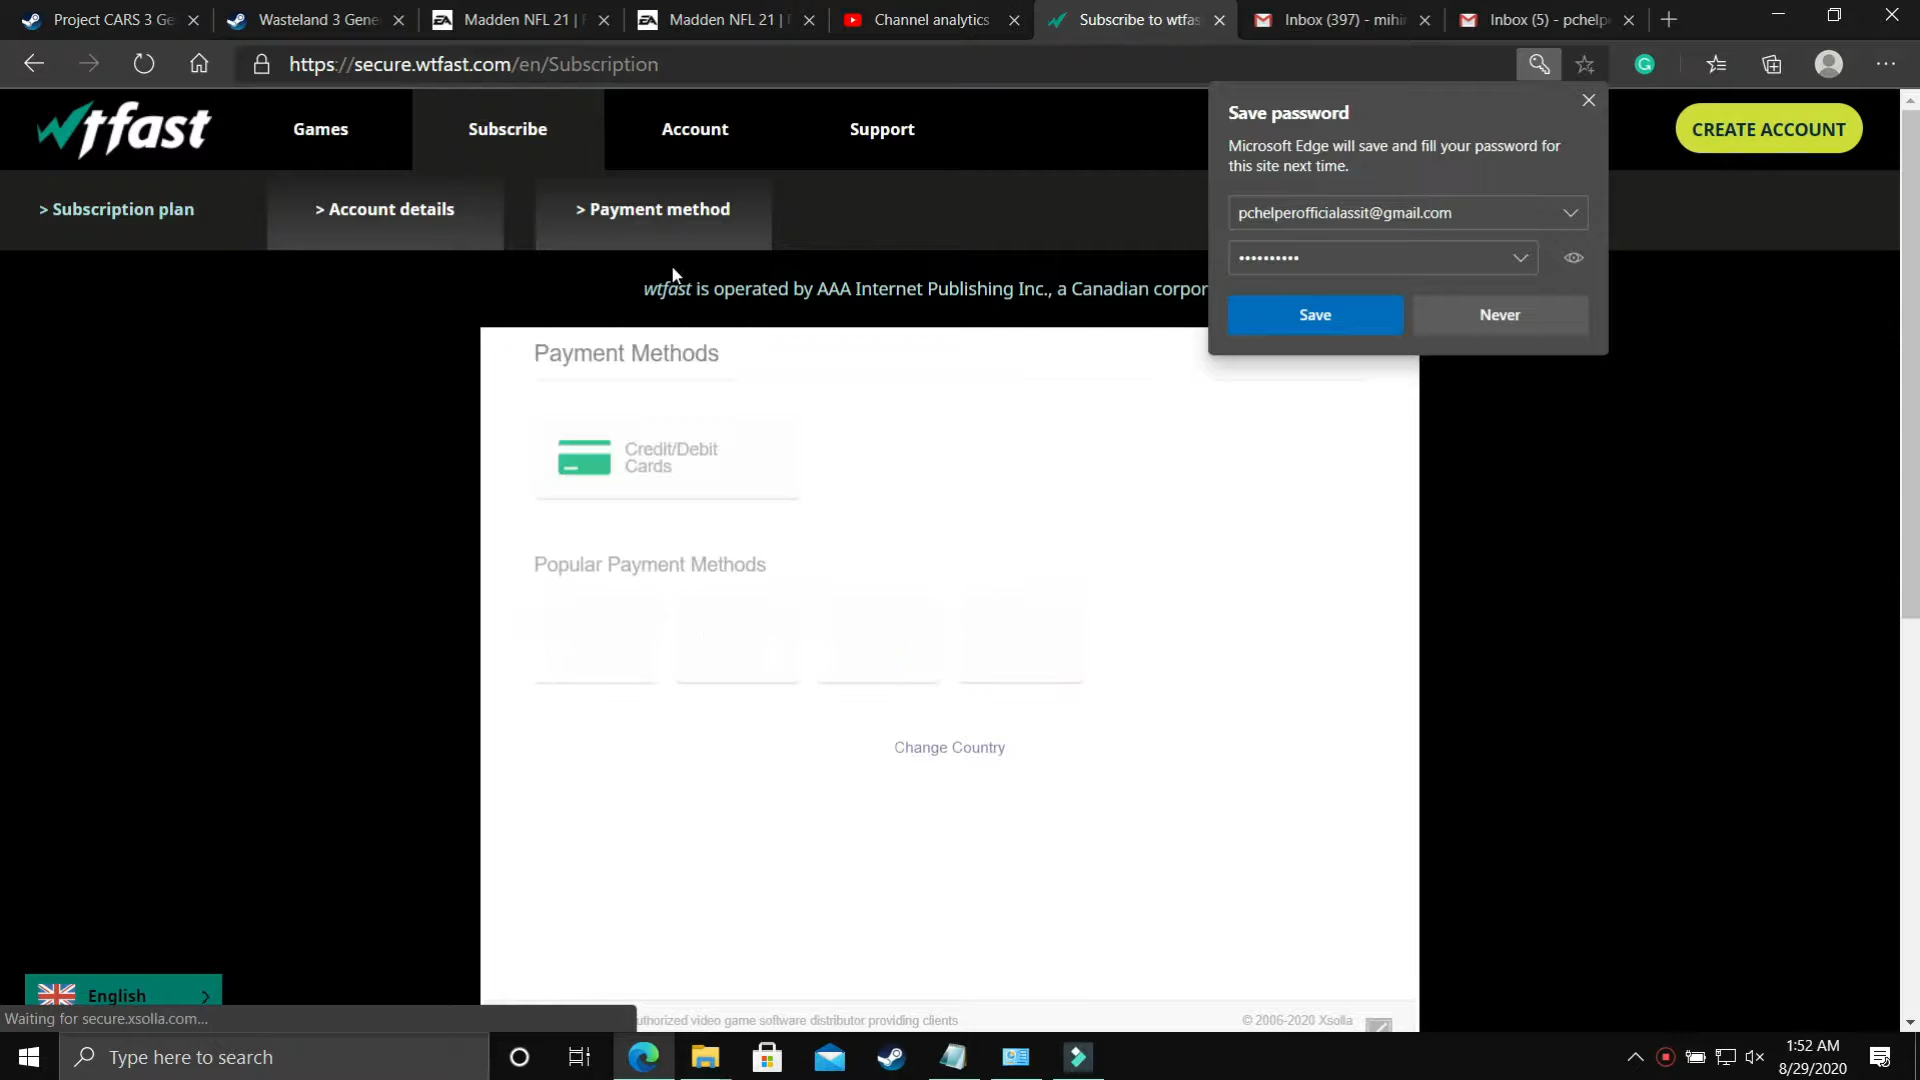 Project CARS 3 Ge
Wasteland 3 Gene
Madden NFL 21 |
Madden NFL 21 |
Channel analytics
Subscribe to wtfas
Inbox (397) - mihi
Inbox (5) - pchelp
https://secure.wtfast.com/en/Subscription
wtfast
Games
Subscribe
Account
Support
CREATE ACCOUNT
> Subscription plan
> Account details
> Payment method
Save password
Microsoft Edge will save and fill your password for
this site next time.
pchelperofficialassit@gmail.com
••••••••••
Save
Never
wtfast is operated by AAA Internet Publishing Inc., a Canadian corpor
Payment Methods
Credit/Debit
Cards
Popular Payment Methods
Change Country
English
Waiting for secure.xsolla.com...
uthorized video game software distributor providing clients
© 2006-2020 Xsolla
Type here to search
1:52 AM
8/29/2020